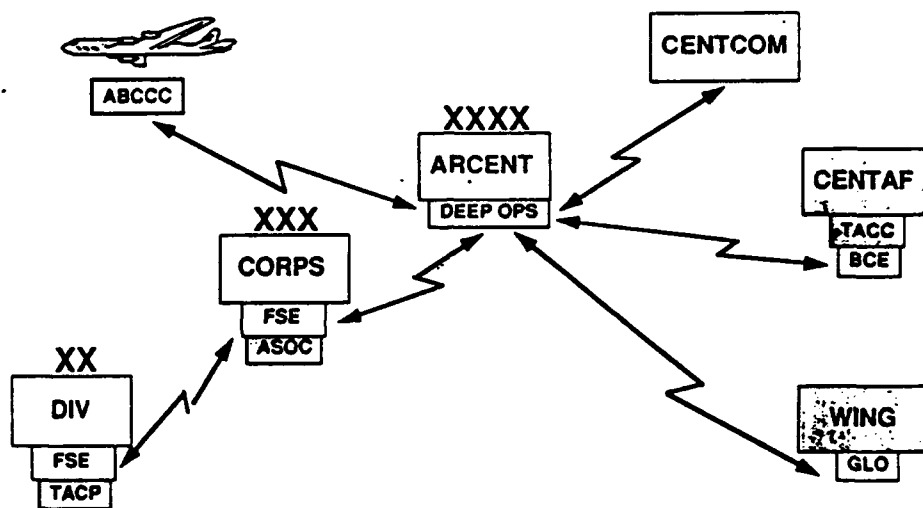 ABCCC
CENTCOM
XXXX
ARCENT
DEEP OPS
CENTAF
TACC
BCE
XXX
CORPS
FSE
ASOC
XX
DIV
FSE
TACP
WING
GLO